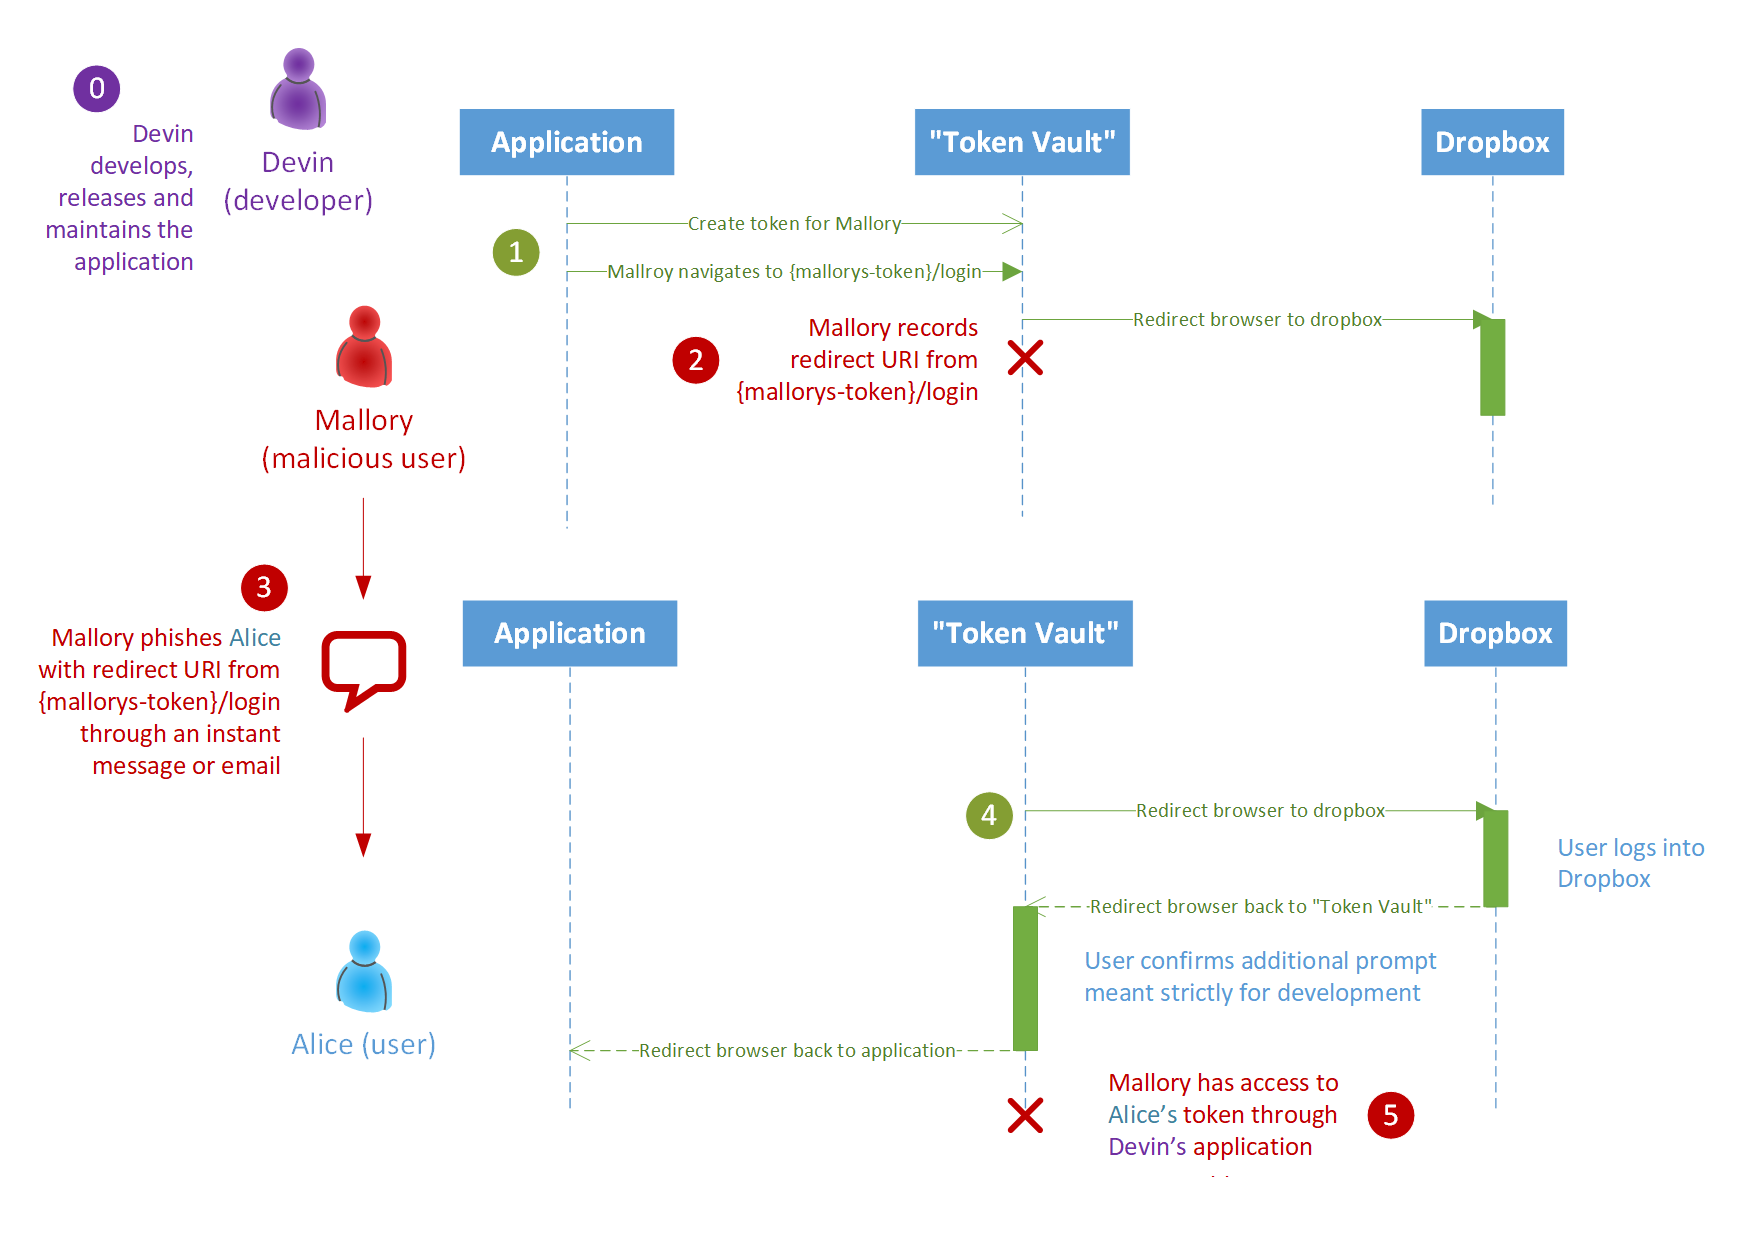 0
Devin
develops,
releases and
maintains the
application
Devin
(developer)
Application
"Token Vault"
Dropbox
1
Create token for Mallory
Mallroy navigates to {mallorys-token}/login
Redirect browser to dropbox
2
Mallory records
redirect URI from
{mallorys-token}/login
Mallory
(malicious user)
3
Mallory phishes Alice
with redirect URI from
{mallorys-token}/login
through an instant
message or email
Application
"Token Vault"
Dropbox
4
Redirect browser to dropbox
User logs into
Dropbox
Redirect browser back to "Token Vault"
User confirms additional prompt
meant strictly for development
Alice (user)
Redirect browser back to application
Mallory has access to
Alice’s token through
Devin’s application
5